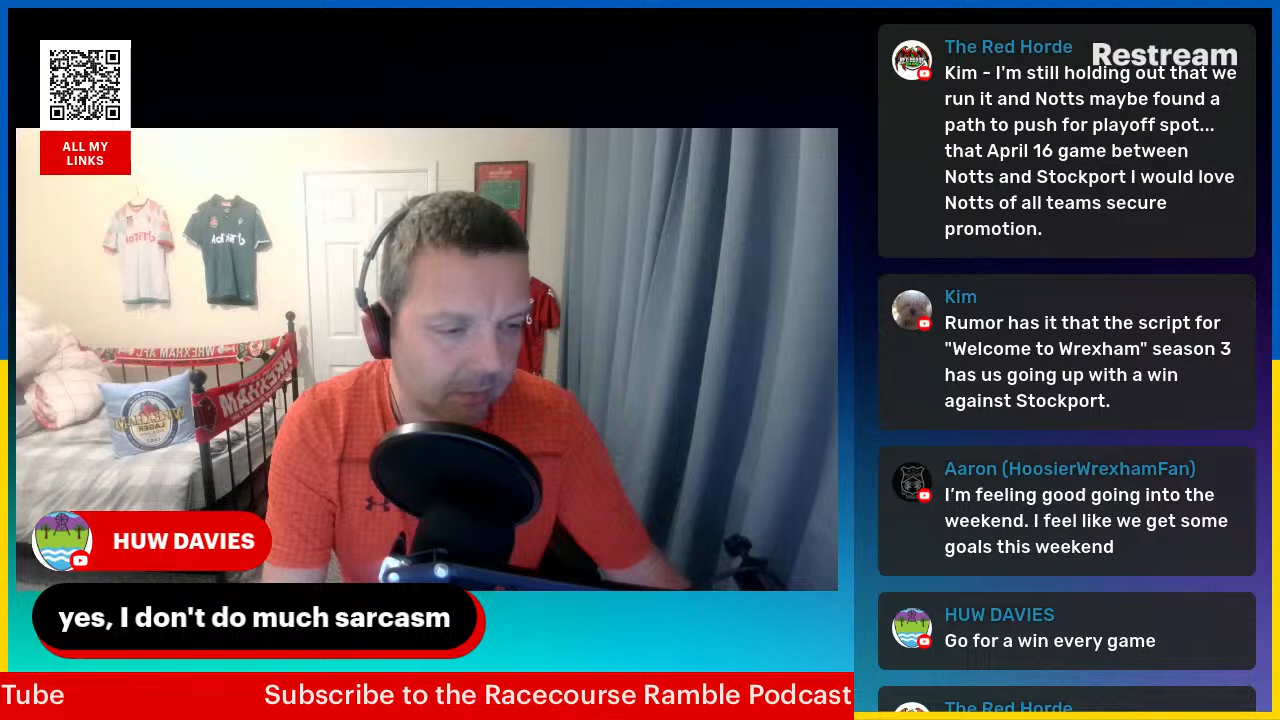 ALL MY
LINKS
HUW DAVIES
yes, I don't do much sarcasm
Tube
Subscribe to the Racecourse Ramble Podcast
Restream
The Red Horde
Kim - I'm still holding out that we
run it and Notts maybe found a
path to push for playoff spot...
that April 16 game between
Notts and Stockport I would love
Notts of all teams secure
promotion.
Kim
Rumor has it that the script for
"Welcome to Wrexham" season 3
has us going up with a win
against Stockport.
Aaron (HoosierWrexhamFan)
I'm feeling good going into the
weekend. I feel like we get some
goals this weekend
HUW DAVIES
Go for a win every game
The Red Horde
WREXHAM AFC
WREXHAM
WREXHAM
LAGER